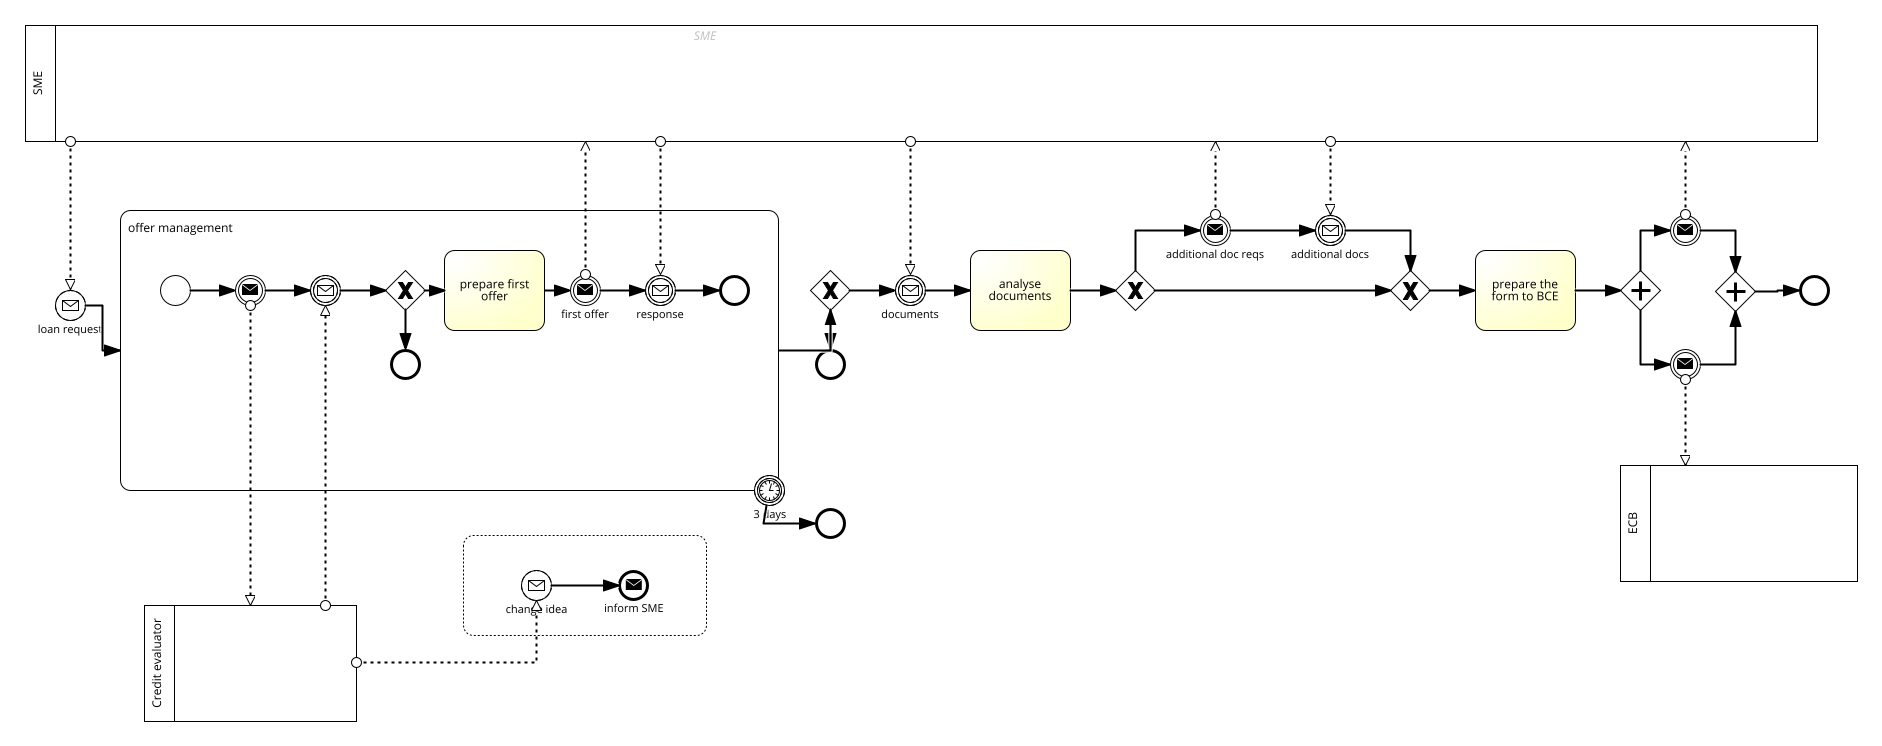 SME
SME
offer management
prepare first
offer
first offer
response
loan request
documents
analyse
documents
additional doc reqs
additional docs
prepare the
form to BCE
3 days
change idea
inform SME
ECB
Credit evaluator